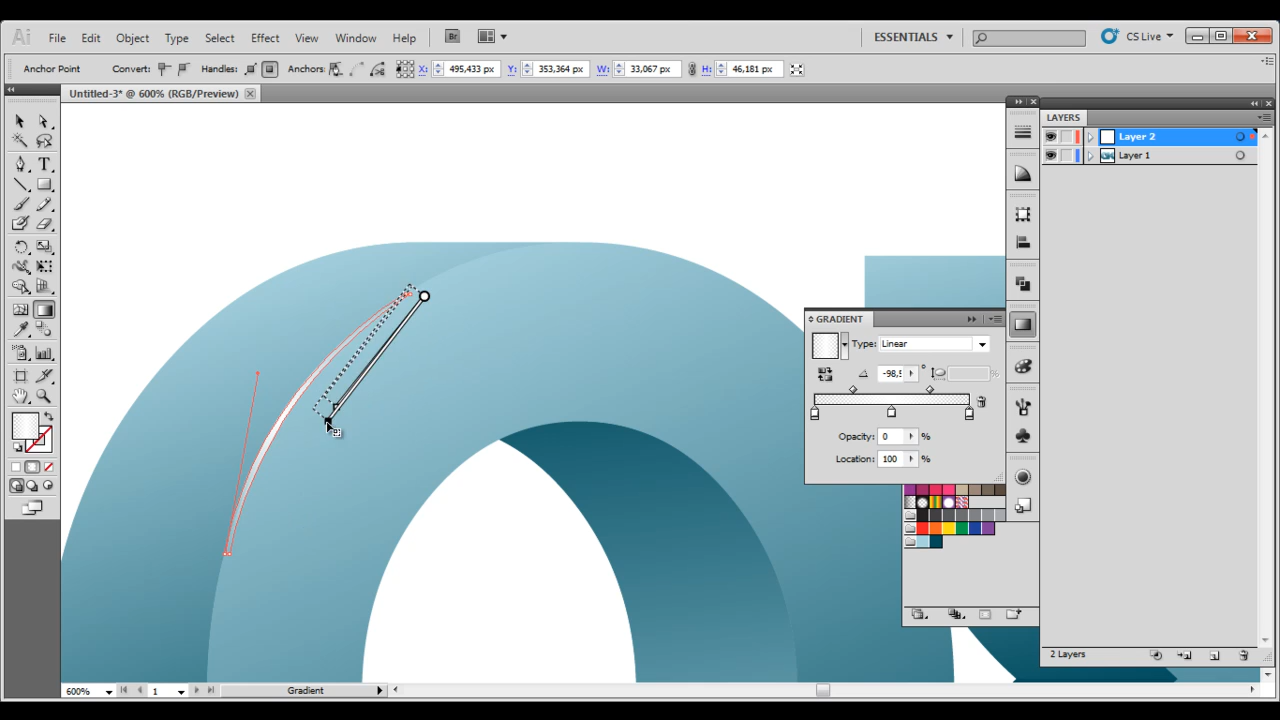 Ai File Edit Object Type Select Effect View Window Help Br ESSENTIALS CS Live
Anchor Point Convert: Handles: Anchors: X: 495,433 px Y: 353,364 px W: 33,067 px H: 46,181 px
Untitled-3* @ 600% (RGB/Preview)
LAYERS
Layer 2
Layer 1
GRADIENT
Type: Linear
-98,5 ° %
Opacity: 0 %
Location: 100 %
2 Layers
600% 1 Gradient